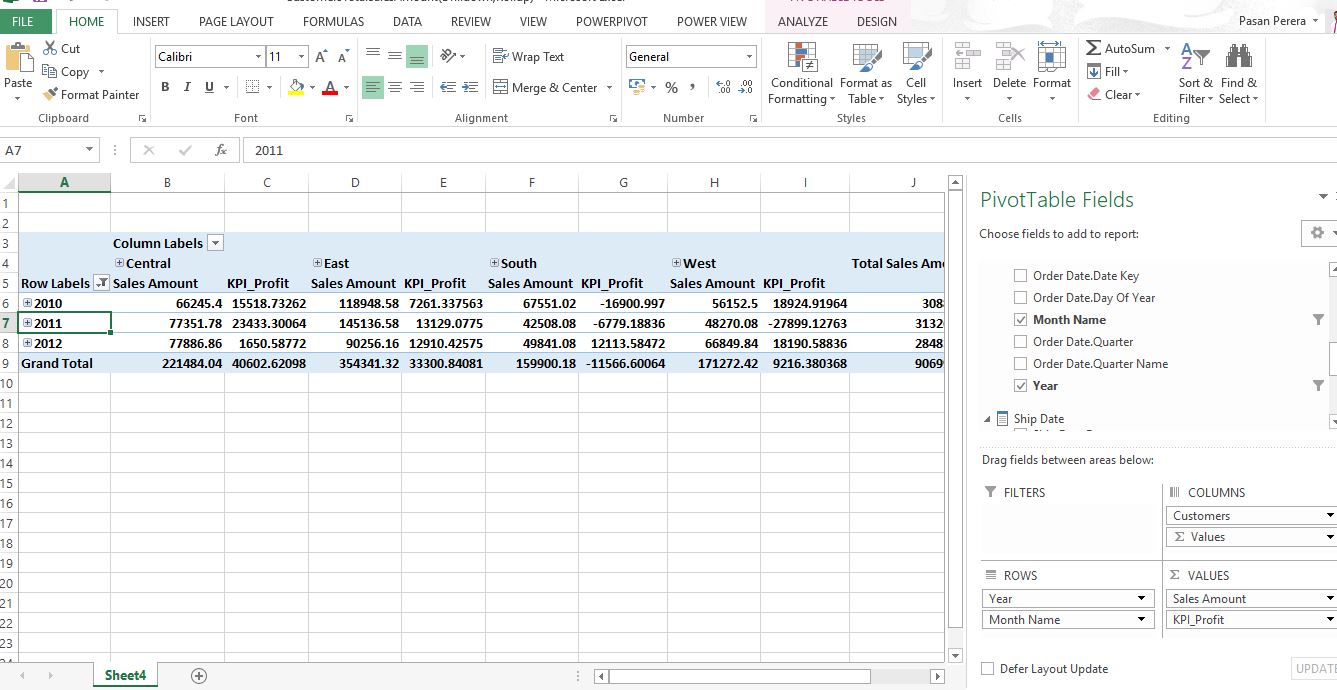 FILE HOME INSERT PAGE LAYOUT FORMULAS DATA REVIEW VIEW POWERPIVOT POWER VIEW ANALYZE DESIGN Pasan Perera
Paste Cut Copy Format Painter
Calibri 11
B I U A
Wrap Text
Merge & Center
General
% ,
Conditional Formatting Format as Table Cell Styles
Insert Delete Format
AutoSum Fill Clear
Sort & Filter Find & Select
Clipboard Font Alignment Number Styles Cells Editing
A7 fx 2011
A B C D E F G H I J
1
2
3 Column Labels
4 Central East South West Total Sales
5 Row Labels Sales Amount KPI_Profit Sales Amount KPI_Profit Sales Amount KPI_Profit Sales Amount KPI_Profit
6 2010 66245.4 15518.73262 118948.58 7261.337563 67551.02 -16900.997 56152.5 18924.91964
7 2011 77351.78 23433.30064 145136.58 13129.0775 42508.08 -6779.18836 48270.08 -27899.12763
8 2012 77886.86 1650.58772 90256.16 12910.42575 49841.08 12113.58472 66849.84 18190.58836
9 Grand Total 221484.04 40602.62098 354341.32 33300.84081 159900.18 -11566.60064 171272.42 9216.380368
10
11
12
13
14
15
16
17
18
19
20
21
22
23
Sheet4
PivotTable Fields
Choose fields to add to report:
Order Date.Date Key
Order Date.Day Of Year
Month Name
Order Date.Quarter
Order Date.Quarter Name
Year
Ship Date
Drag fields between areas below:
FILTERS
COLUMNS
Customers
Σ Values
ROWS
Year
Month Name
Σ VALUES
Sales Amount
KPI_Profit
Defer Layout Update